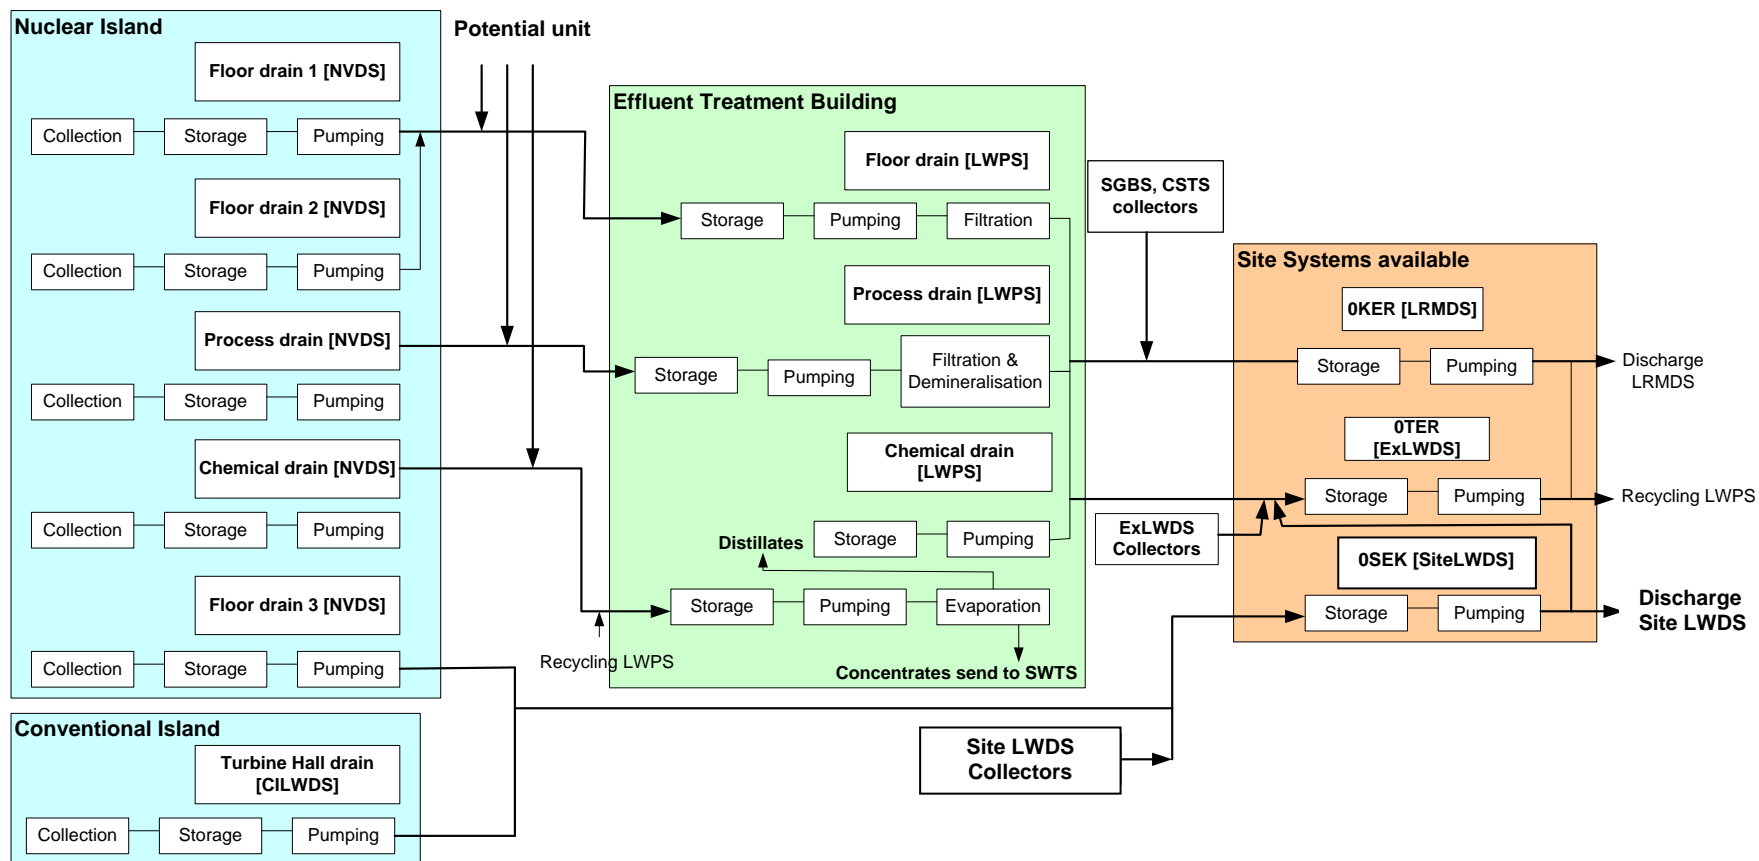 Nuclear Island
Floor drain 1 [NVDS]
Collection
Storage
Pumping
Floor drain 2 [NVDS]
Collection
Storage
Pumping
Process drain [NVDS]
Collection
Storage
Pumping
Chemical drain [NVDS]
Collection
Storage
Pumping
Floor drain 3 [NVDS]
Collection
Storage
Pumping
Conventional Island
Turbine Hall drain
[CILWDS]
Collection
Storage
Pumping
Potential unit
Recycling LWPS
Effluent Treatment Building
Floor drain [LWPS]
Storage
Pumping
Filtration
Process drain [LWPS]
Storage
Pumping
Filtration &
Demineralisation
Chemical drain
[LWPS]
Storage
Pumping
Distillates
Storage
Pumping
Evaporation
Concentrates send to SWTS
SGBS, CSTS
collectors
ExLWDS
Collectors
Site LWDS
Collectors
Site Systems available
0KER [LRMDS]
Storage
Pumping
Discharge
LRMDS
0TER
[ExLWDS]
Storage
Pumping
Recycling LWPS
0SEK [SiteLWDS]
Storage
Pumping
Discharge
Site LWDS